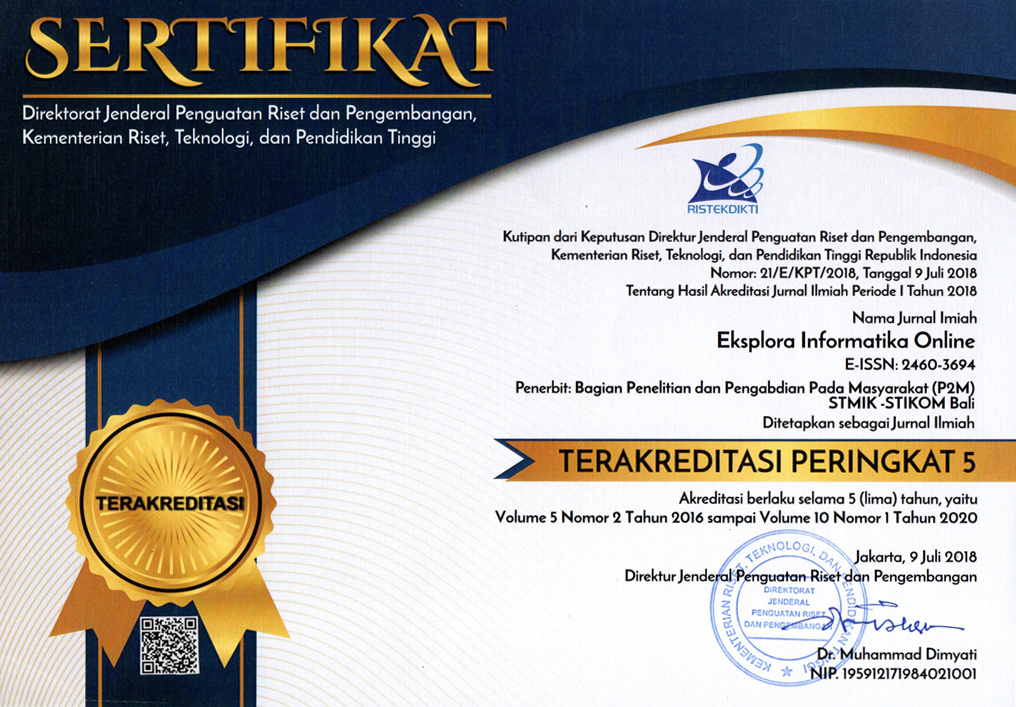 SERTIFIKAT
Direktorat Jenderal Penguatan Riset dan Pengembangan,
Kementerian Riset, Teknologi, dan Pendidikan Tinggi
RISTEKDIKTI
Kutipan dari Keputusan Direktur Jenderal Penguatan Riset dan Pengembangan,
Kementerian Riset, Teknologi, dan Pendidikan Tinggi Republik Indonesia
Nomor: 21/E/KPT/2018, Tanggal 9 Juli 2018
Tentang Hasil Akreditasi Jurnal Ilmiah Periode I Tahun 2018
Nama Jurnal Imiah
Eksplora Informatika Online
E-ISSN: 2460-3694
Penerbit: Bagian Penelitian dan Pengabdian Pada Masyarakat (P2M)
STMIK -STIKOM Bali
Ditetapkan sebagai Jurnal Ilmiah
TERAKREDITASI PERINGKAT 5
TERAKREDITASI
Akreditasi berlaku selama 5 (lima) tahun, yaitu
Volume 5 Nomor 2 Tahun 2016 sampai Volume 10 Nomor 1 Tahun 2020
Jakarta, 9 Juli 2018
Direktur Jenderal Penguatan Riset dan Pengembangan
KEMENTERIAN RISET, TEKNOLOGI, DAN PENDIDIKAN TINGGI
DIREKTORAT
JENDERAL
PENGUATAN RISET
DAN PENGEMBANGAN
Dr. Muhammad Dimyati
NIP. 195912171984021001